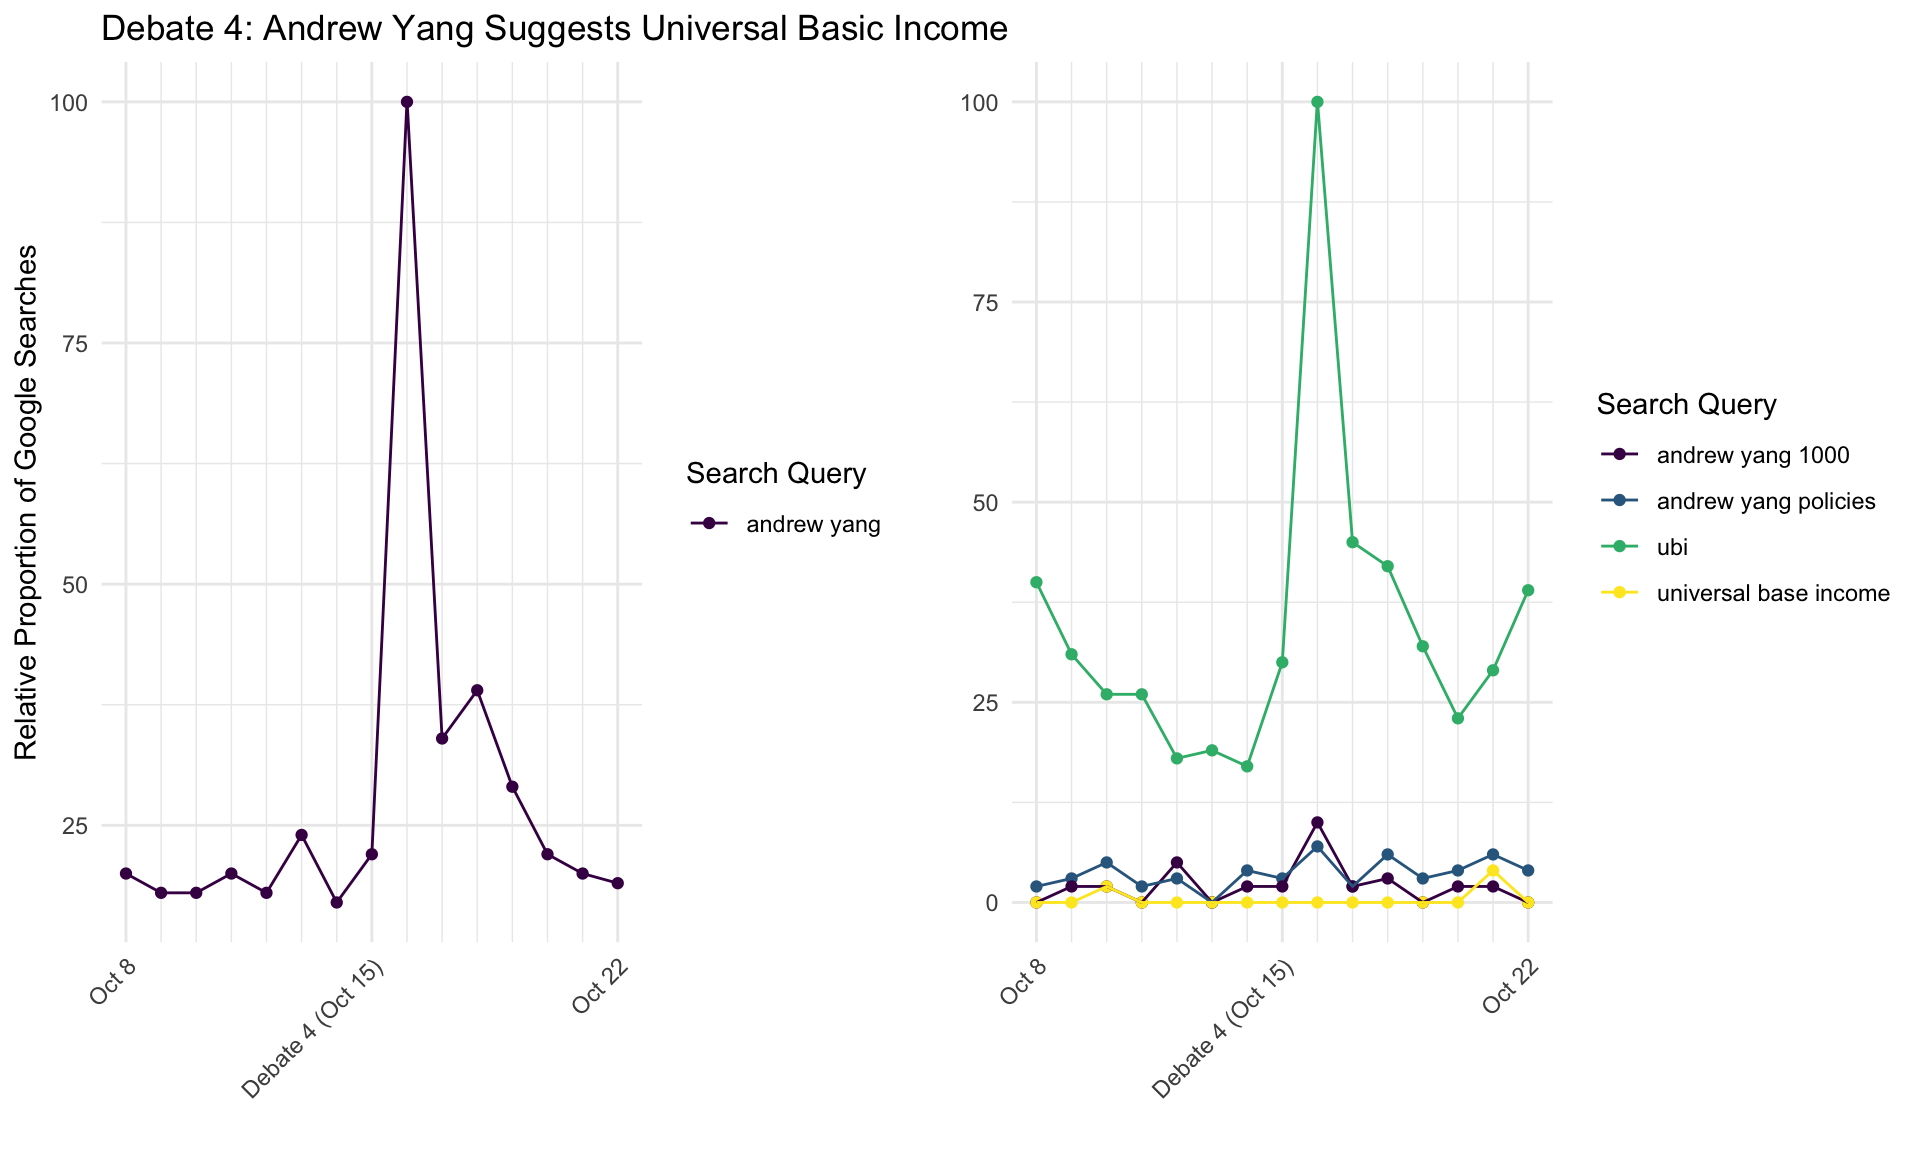 Debate 4: Andrew Yang Suggests Universal Basic Income
Relative Proportion of Google Searches
100
75
50
25
Oct 8
Debate 4 (Oct 15)
Oct 22
Search Query
andrew yang
100
75
50
25
0
Oct 8
Debate 4 (Oct 15)
Oct 22
Search Query
andrew yang 1000
andrew yang policies
ubi
universal base income